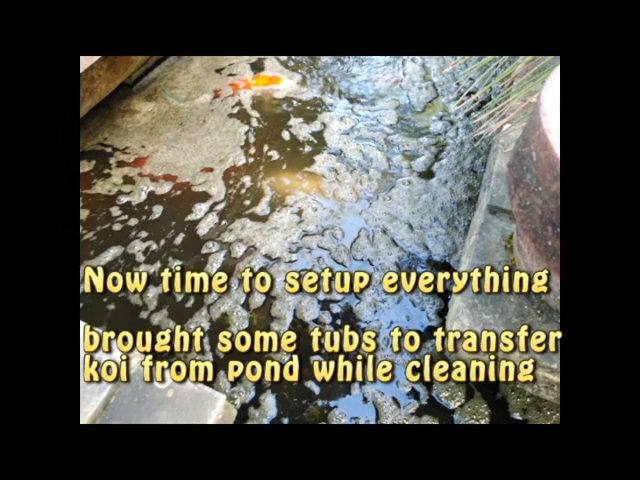 Now time to setup everything
brought some tubs to transfer
koi from pond while cleaning